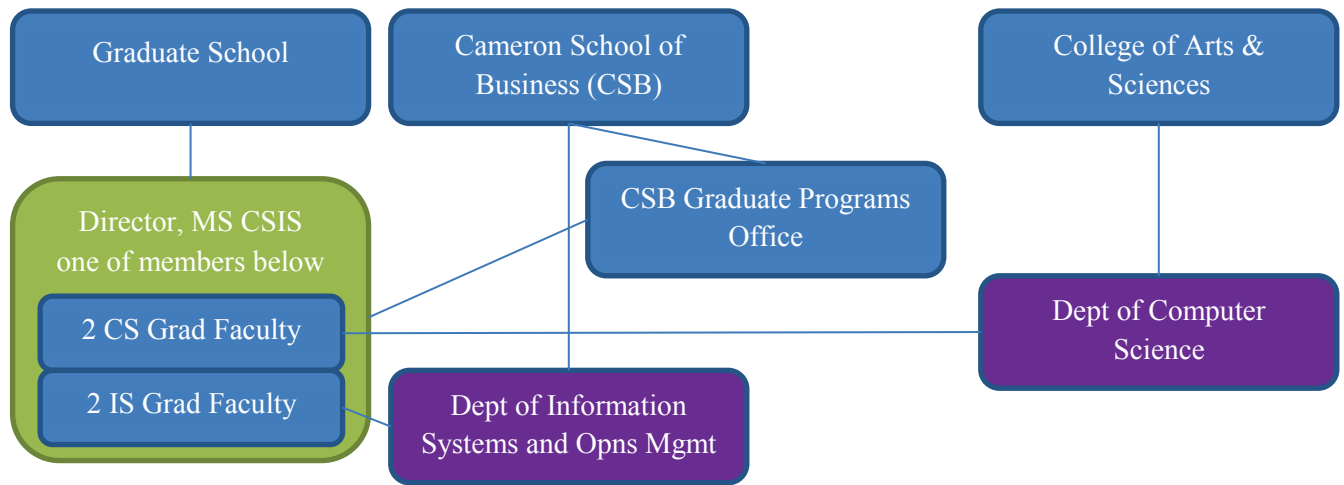 Graduate School
Cameron School of
Business (CSB)
College of Arts &
Sciences
CSB Graduate Programs
Office
Director, MS CSIS
one of members below
2 CS Grad Faculty
2 IS Grad Faculty
Dept of Computer
Science
Dept of Information
Systems and Opns Mgmt